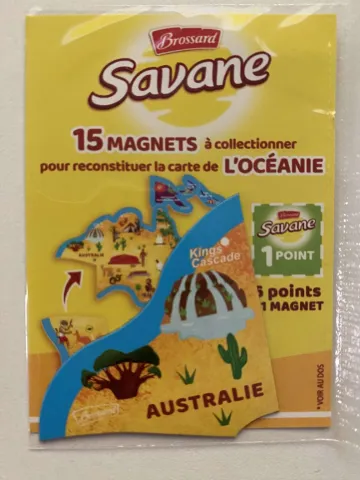 Brossard
Savane
15 MAGNETS à collectionner
pour reconstituer la carte de L'OCÉANIE
AUSTRALIE
Kings
Cascade
Brossard
Savane
1 POINT
6 points
1 MAGNET
AUSTRALIE
*VOIR AU DOS